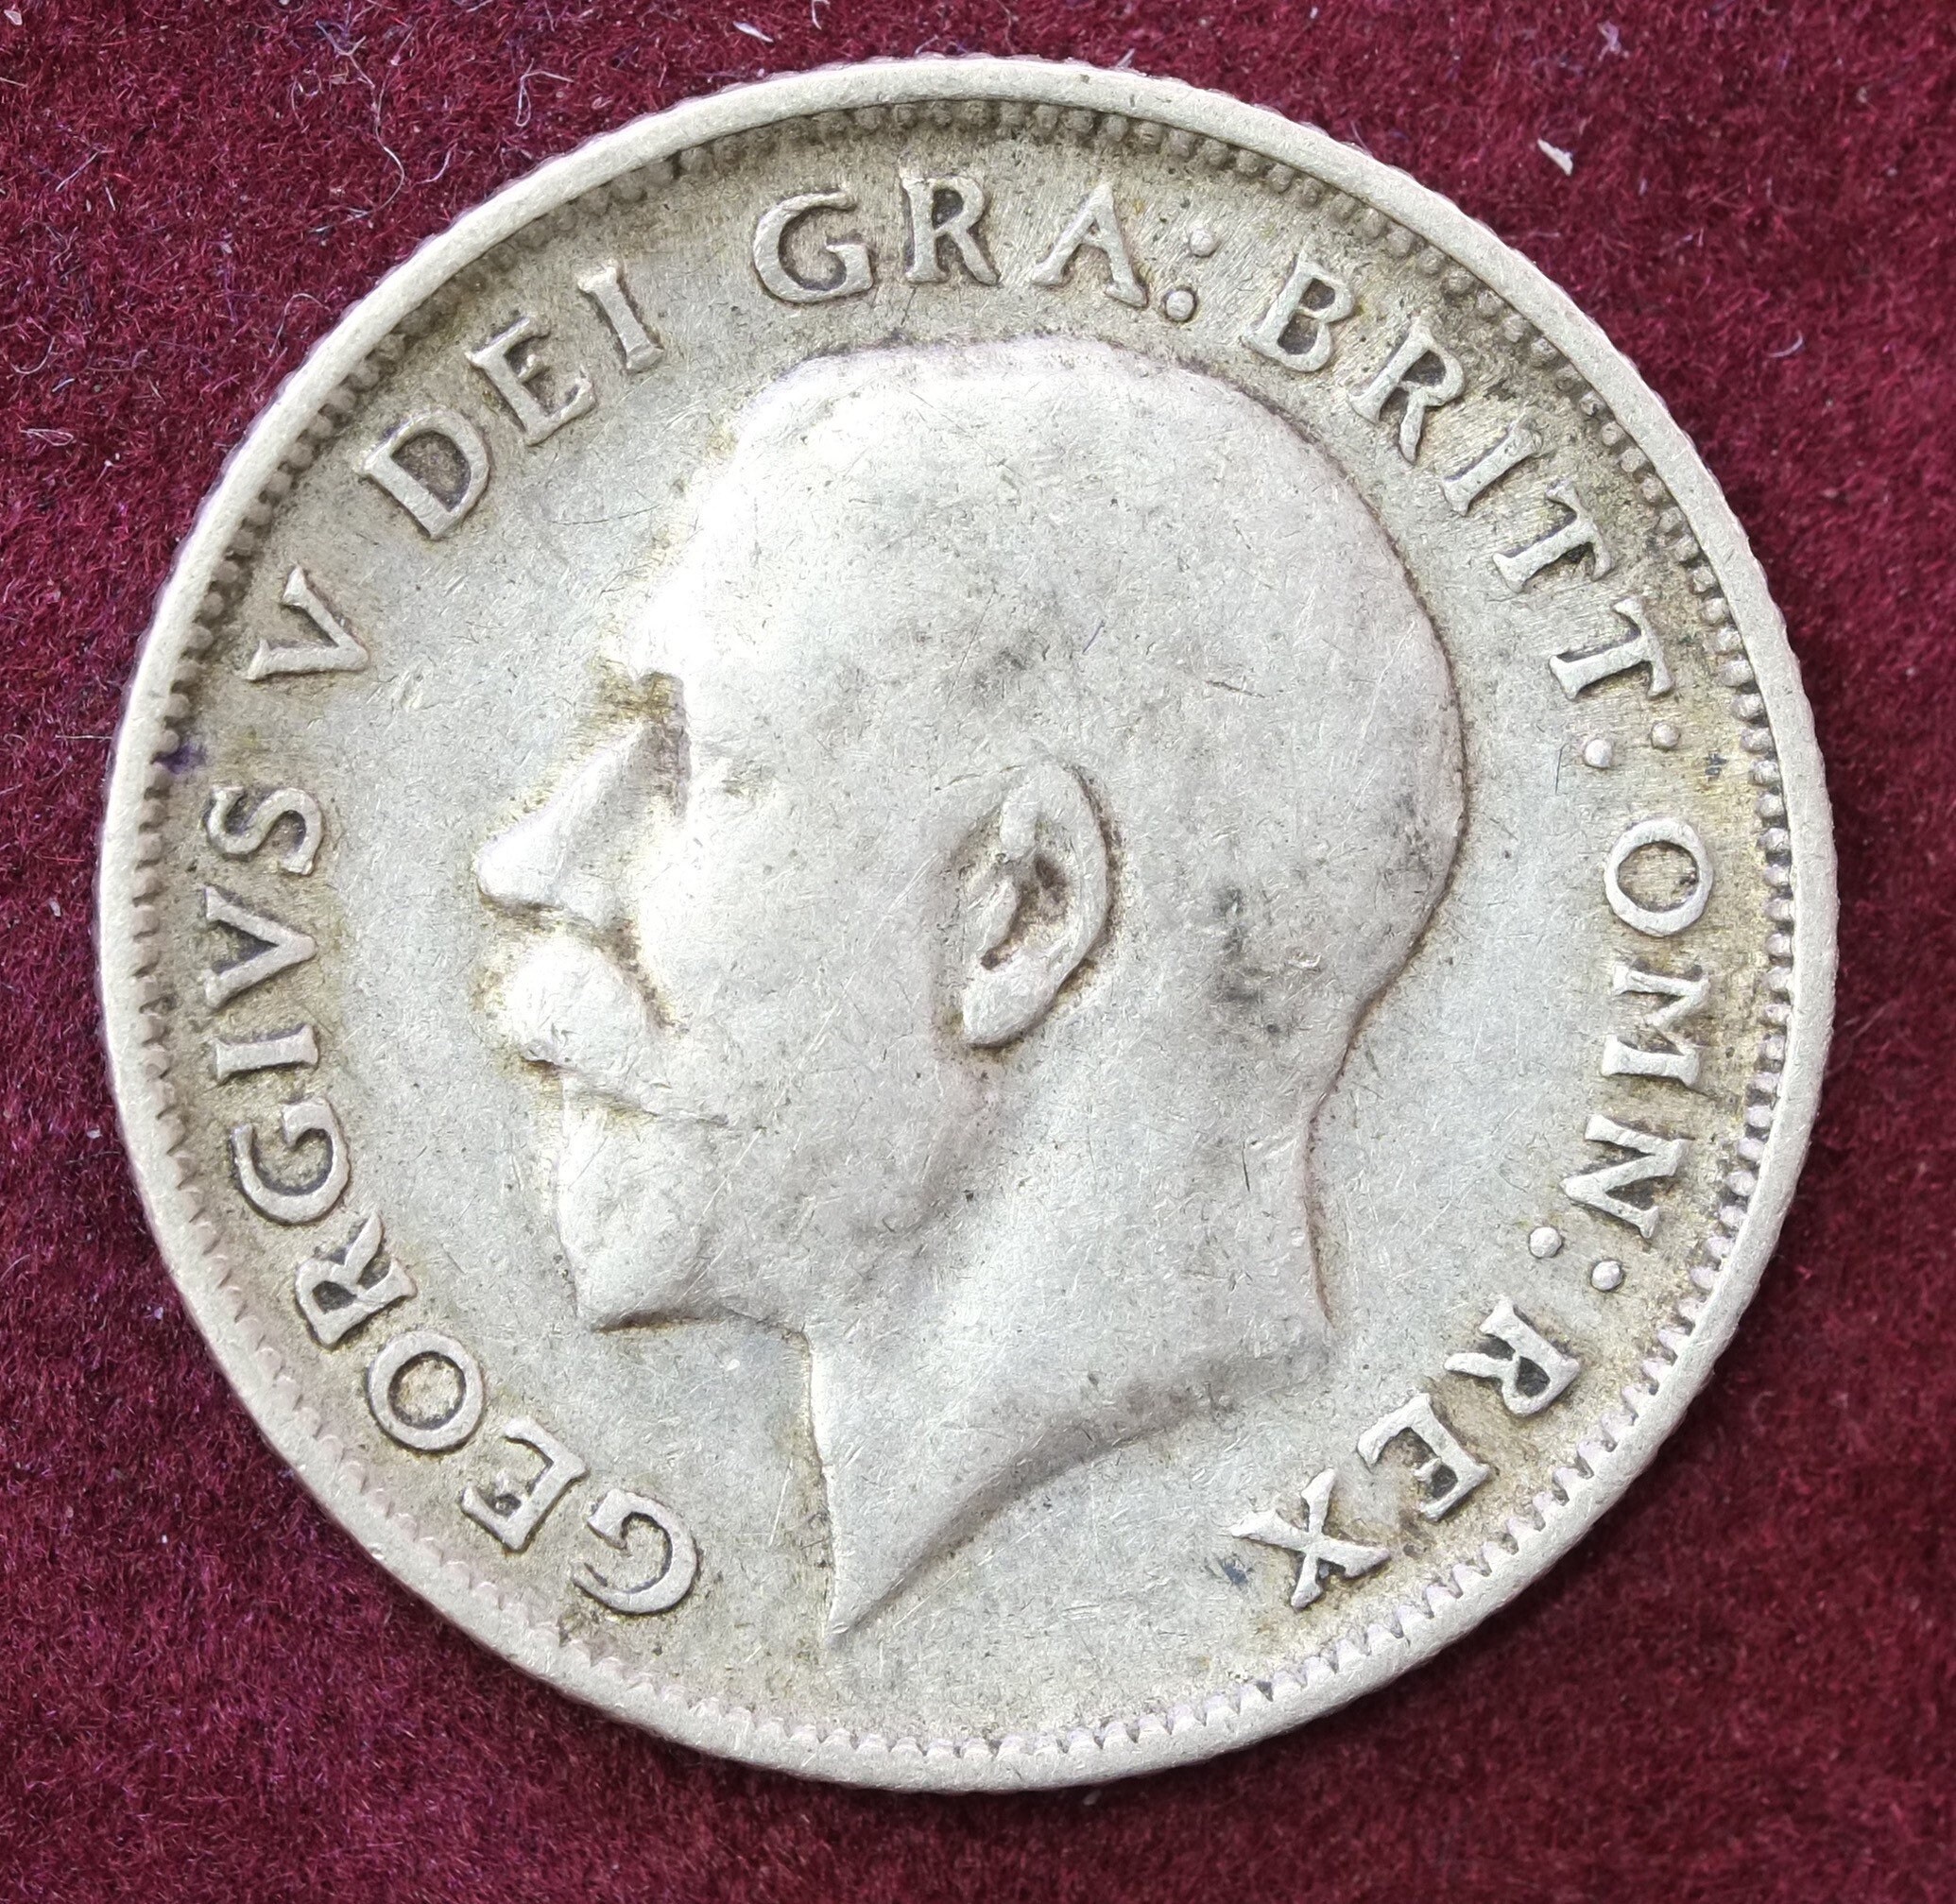 GEORGIVS V DEI GRA: BRITT: OMN: REX